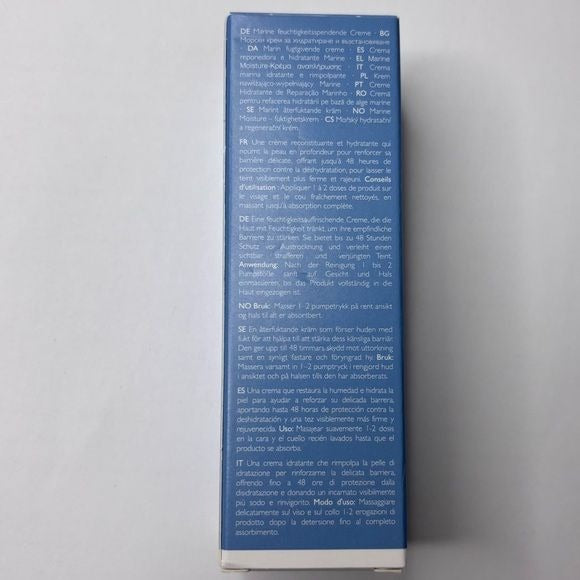 DE Marine feuchtigkeitsspendende Creme · BG
Морски крем за хидратиране и възстановяване
· DA Marin fugtgivende creme · ES Crema
reponedora e hidratante Marine · EL Marine
Moisture-Κρέμα αναπλήρωσης · IT Crema
marina idratante e rimpolpante · PL Krem
nawilżająco-wypełniający Marine · PT Creme
Hidratante de Reparação Marinho · RO Cremă
pentru refacerea hidratării pe bază de alge marine
· SE Marint återfuktande kräm · NO Marine
Moisture – fuktighetskrem · CS Mořský hydratační
a regenerační krém.
FR Une crème reconstituante et hydratante qui
nourrit la peau en profondeur pour renforcer sa
barrière délicate, offrant jusqu'à 48 heures de
protection contre la déshydratation, pour laisser le
teint visiblement plus ferme et rajeuni. Conseils
d'utilisation : Appliquer 1 à 2 doses de produit sur
le visage et le cou fraîchement nettoyés, en
massant jusqu'à absorption complète.
DE Eine feuchtigkeitsauffrischende Creme, die die
Haut mit Feuchtigkeit tränkt, um ihre empfindliche
Barriere zu stärken. Sie bietet bis zu 48 Stunden
Schutz vor Austrocknung und verleiht einen
sichtbar strafferen und verjüngten Teint.
Anwendung: Nach der Reinigung 1 bis 2
Pumpstöße sanft auf Gesicht und Hals
einmassieren, bis das Produkt vollständig in die
Haut eingezogen ist.
NO Bruk: Masser 1–2 pumpetrykk på rent ansikt
og hals til alt er absorbert.
SE En återfuktande kräm som förser huden med
fukt för att hjälpa till att stärka dess känsliga barriär.
Den ger upp till 48 timmars skydd mot uttorkning
samt en synligt fastare och föryngrad hy. Bruk:
Massera varsamt in 1–2 pumptryck i rengjord hud
i ansiktet och på halsen tills den har absorberats.
ES Una crema que restaura la humedad e hidrata la
piel para ayudar a reforzar su delicada barrera,
aportando hasta 48 horas de protección contra la
deshidratación y una tez visiblemente más firme y
rejuvenecida. Uso: Masajear suavemente 1-2 dosis
en la cara y el cuello recién lavados hasta que el
producto se absorba.
IT Una crema idratante che rimpolpa la pelle di
idratazione per rinforzarne la delicata barriera,
offrendo fino a 48 ore di protezione dalla
disidratazione e donando un incarnato visibilmente
più sodo e rinvigorito. Modo d'uso: Massaggiare
delicatamente sul viso e sul collo 1-2 erogazioni di
prodotto dopo la detersione fino al completo
assorbimento.